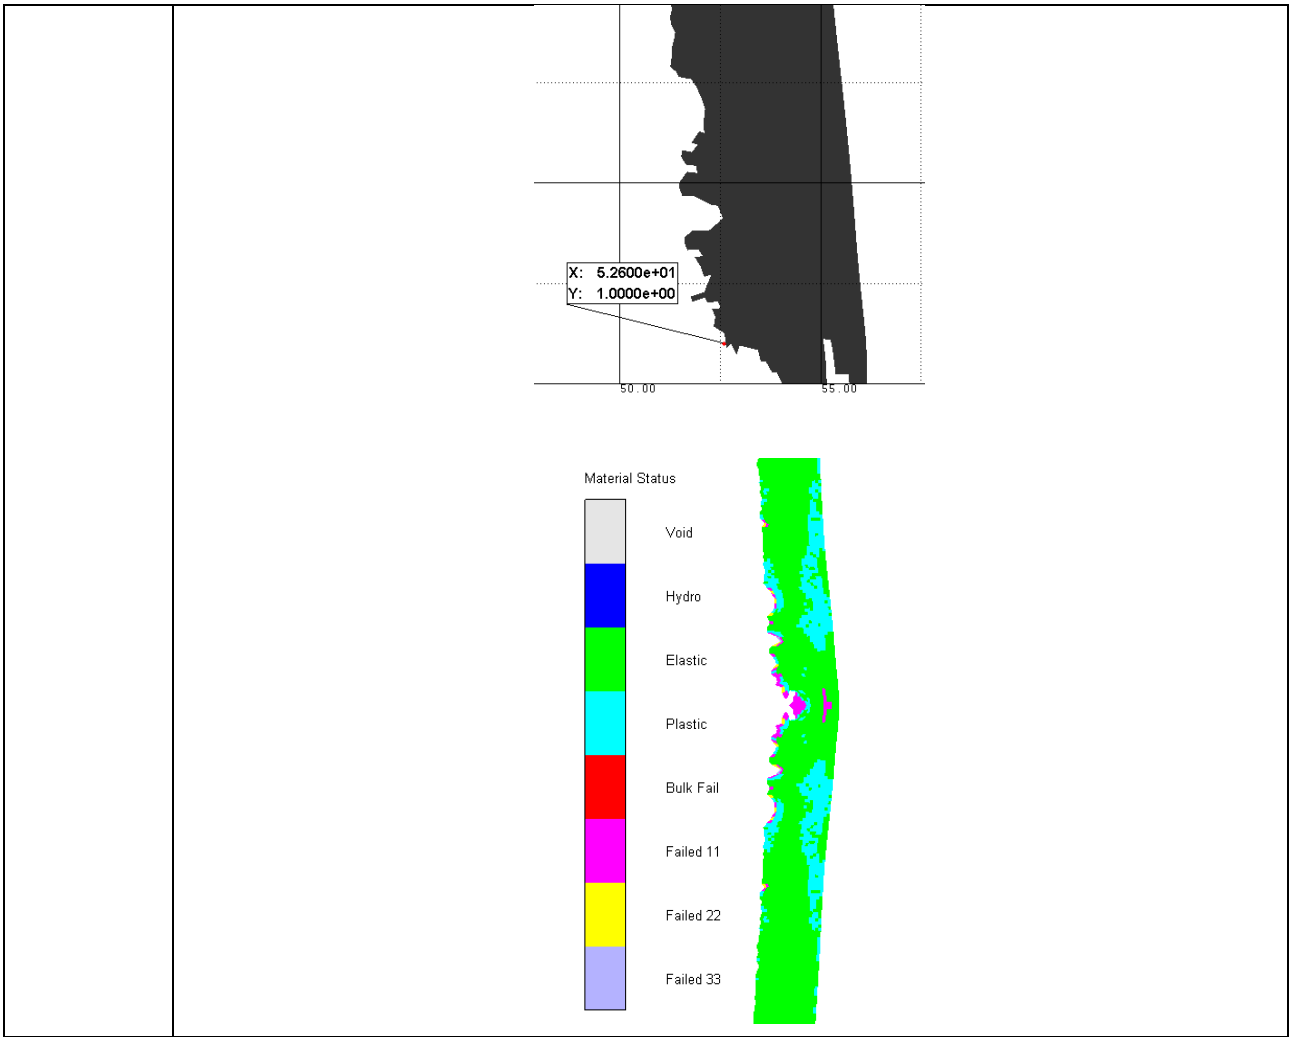 X: 5.2600e+01
Y: 1.0000e+00
50.00 55.00
Material Status
Void
Hydro
Elastic
Plastic
Bulk Fail
Failed 11
Failed 22
Failed 33